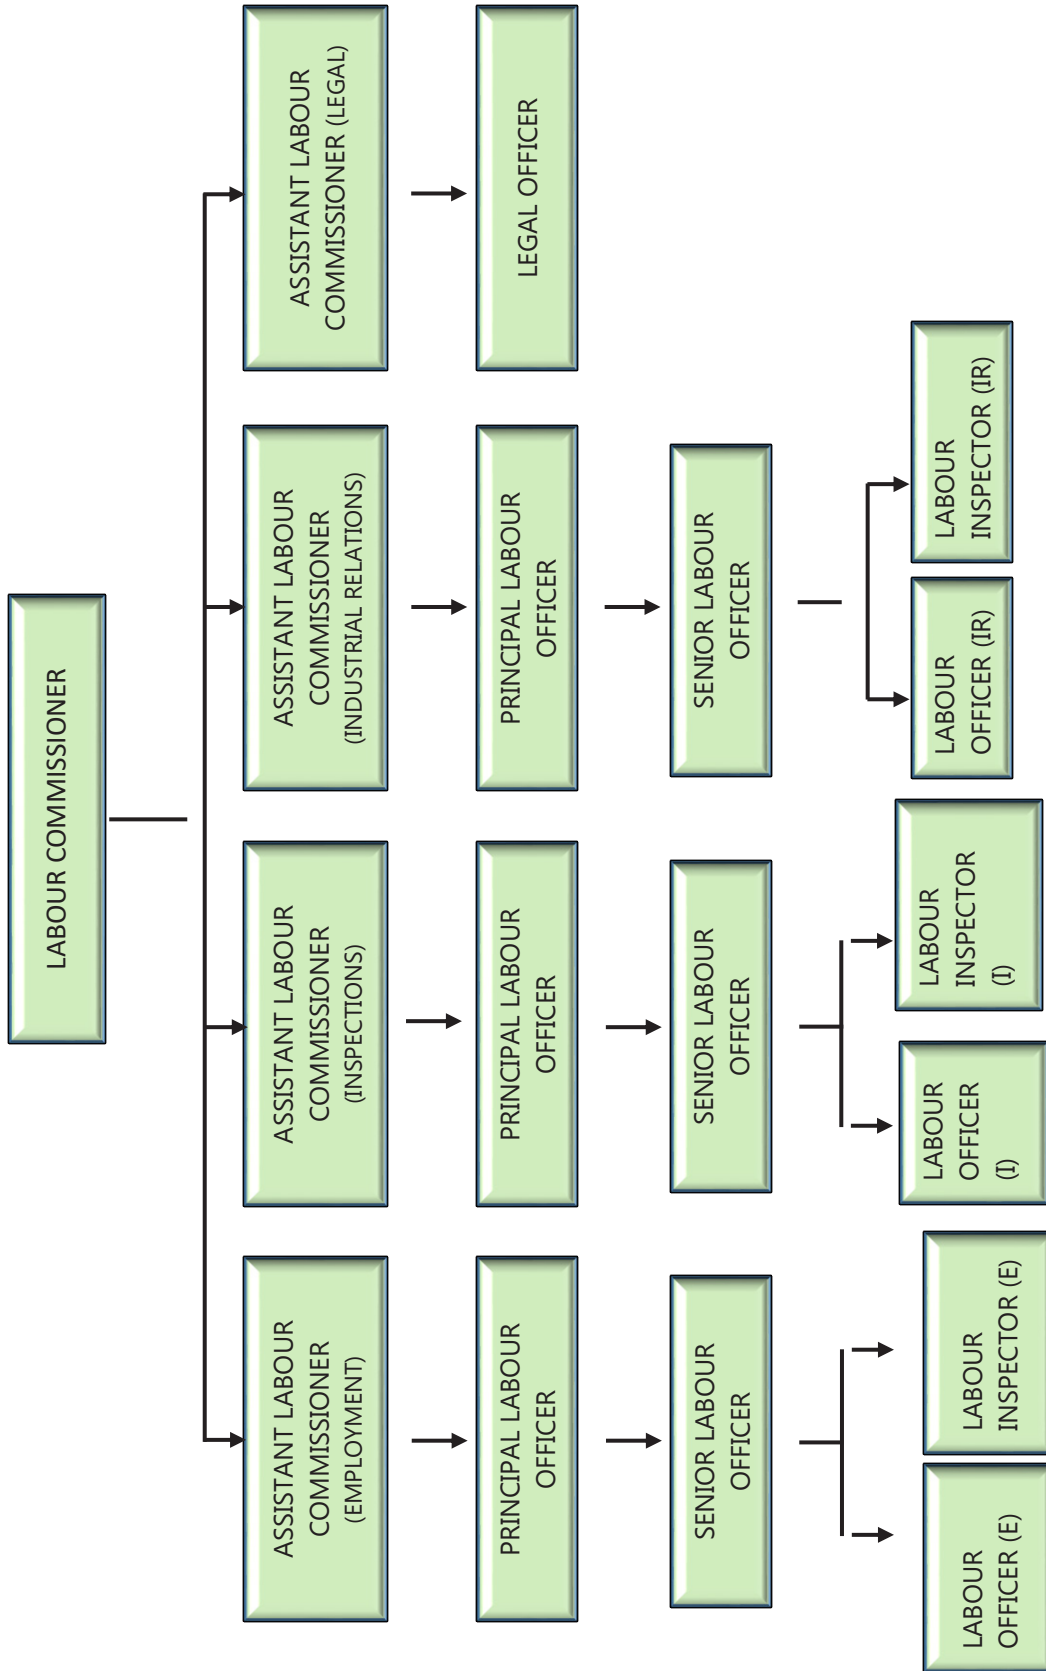 LABOUR COMMISSIONER
ASSISTANT LABOUR
COMMISSIONER
(EMPLOYMENT)
ASSISTANT LABOUR
COMMISSIONER
(INSPECTIONS)
ASSISTANT LABOUR
COMMISSIONER
(INDUSTRIAL RELATIONS)
ASSISTANT LABOUR
COMMISSIONER (LEGAL)
PRINCIPAL LABOUR
OFFICER
PRINCIPAL LABOUR
OFFICER
PRINCIPAL LABOUR
OFFICER
LEGAL OFFICER
SENIOR LABOUR
OFFICER
SENIOR LABOUR
OFFICER
SENIOR LABOUR
OFFICER
LABOUR
OFFICER (E)
LABOUR
INSPECTOR (E)
LABOUR
OFFICER
(I)
LABOUR
INSPECTOR
(I)
LABOUR
OFFICER (IR)
LABOUR
INSPECTOR (IR)